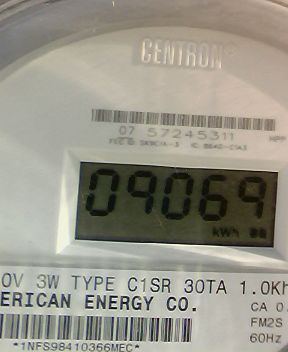 CENTRON®
07 57245311
09069
kWh
0V 3W TYPE C1SR 30TA 1.0Kh
ERICAN ENERGY CO.
CA 0.
FM2S
60Hz
*1NFS98410366MEC*